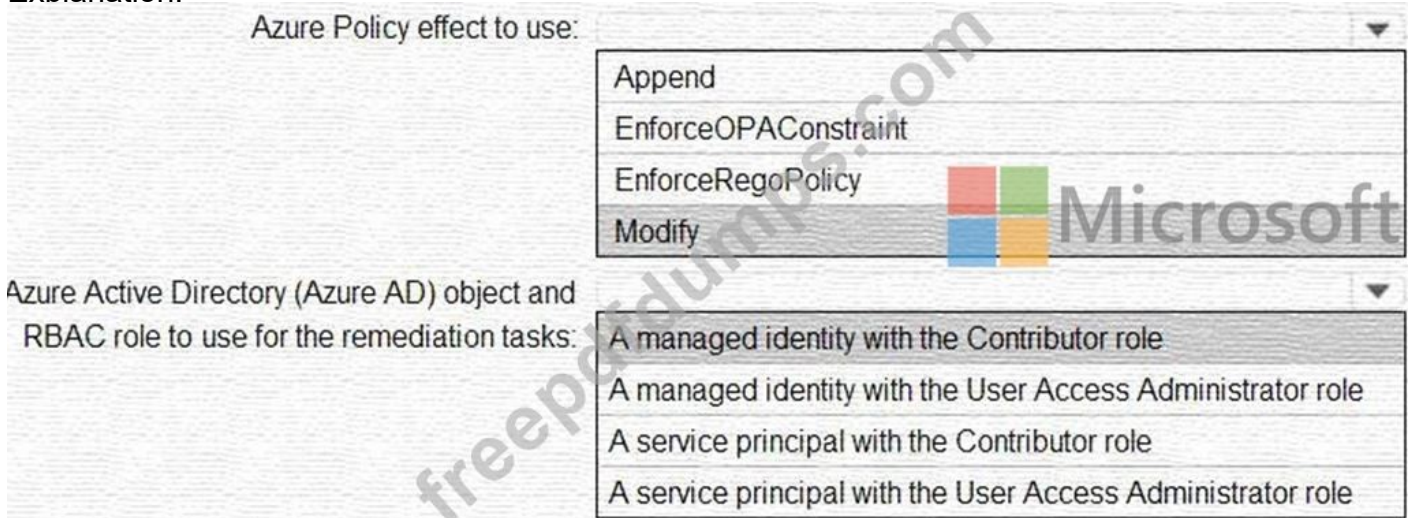 Explanation:
Azure Policy effect to use:
Append
EnforceOPAConstraint
EnforceRegoPolicy
Modify
Microsoft
Azure Active Directory (Azure AD) object and
RBAC role to use for the remediation tasks:
A managed identity with the Contributor role
A managed identity with the User Access Administrator role
A service principal with the Contributor role
A service principal with the User Access Administrator role
freepdfdumps.com